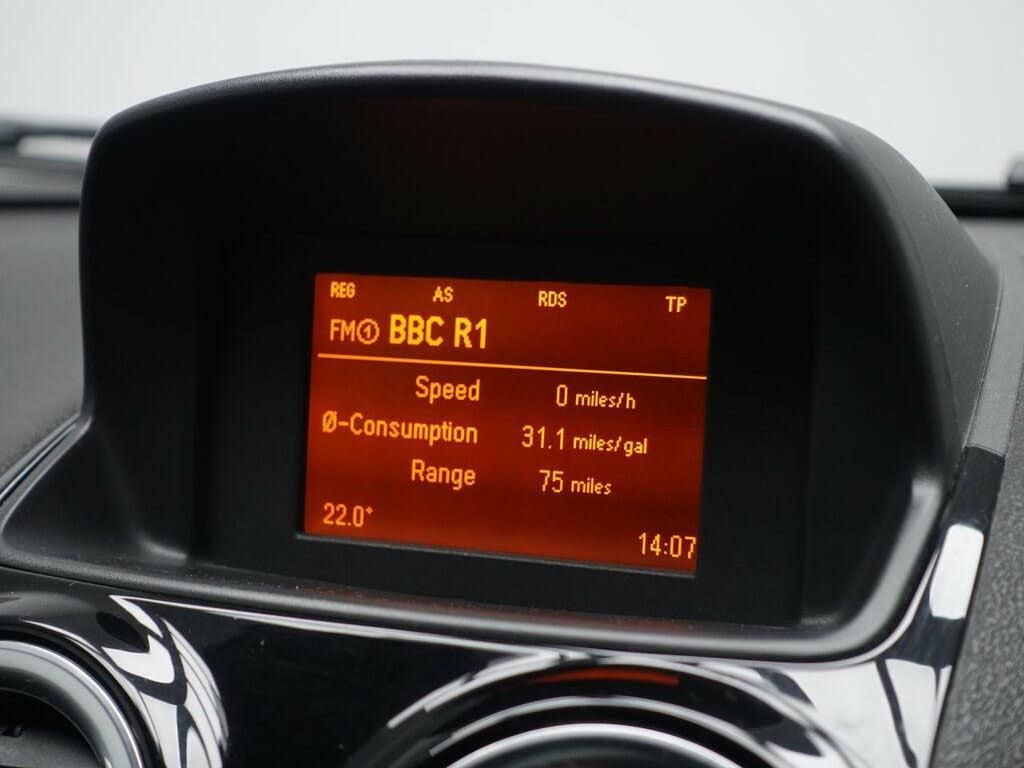 REG AS RDS TP
FM① BBC R1
Speed 0 miles/h
Ø-Consumption 31.1 miles/gal
Range 75 miles
22.0°
14:07